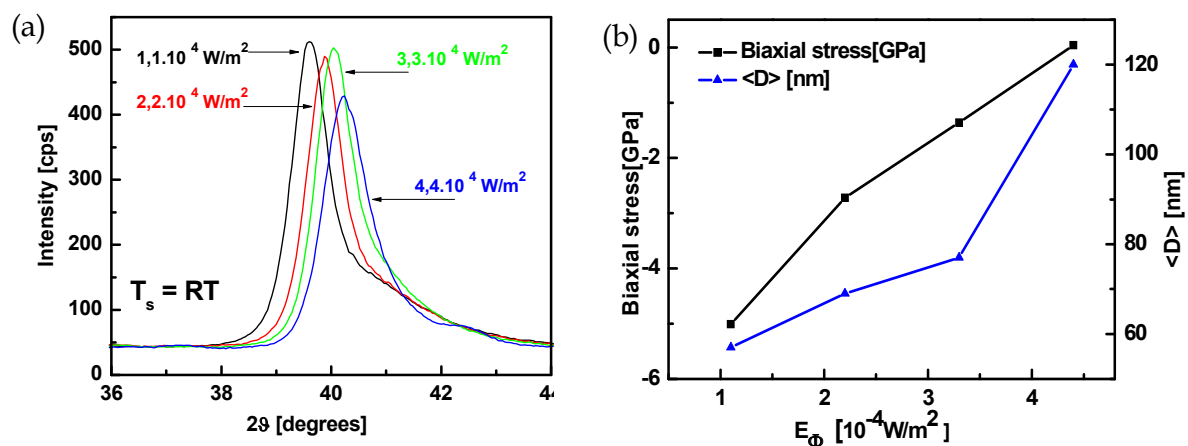 (a)
500
400
300
200
100
0
Intensity [cps]
1,1.10 ⁴ W/m²
3,3.10 ⁴ W/m²
2,2.10 ⁴ W/m²
4,4.10 ⁴ W/m²
Tₛ = RT
36 38 40 42 44
2ϑ [degrees]
(b)
Biaxial stress[GPa]
<D> [nm]
0
-2
-4
-6
Biaxial stress[GPa]
120
100
80
60
<D> [nm]
1 2 3 4
E_Φ [10⁻⁴W/m²]